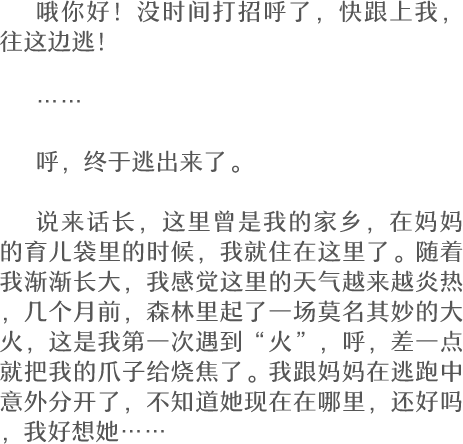 哦你好！没时间打招呼了，快跟上我，
往这边逃！
……
呼，终于逃出来了。
说来话长，这里曾是我的家乡，在妈妈
的育儿袋里的时候，我就住在这里了。随着
我渐渐长大，我感觉这里的天气越来越炎热
，几个月前，森林里起了一场莫名其妙的大
火，这是我第一次遇到“火”，呼，差一点
就把我的爪子给烧焦了。我跟妈妈在逃跑中
意外分开了，不知道她现在在哪里，还好吗
，我好想她……